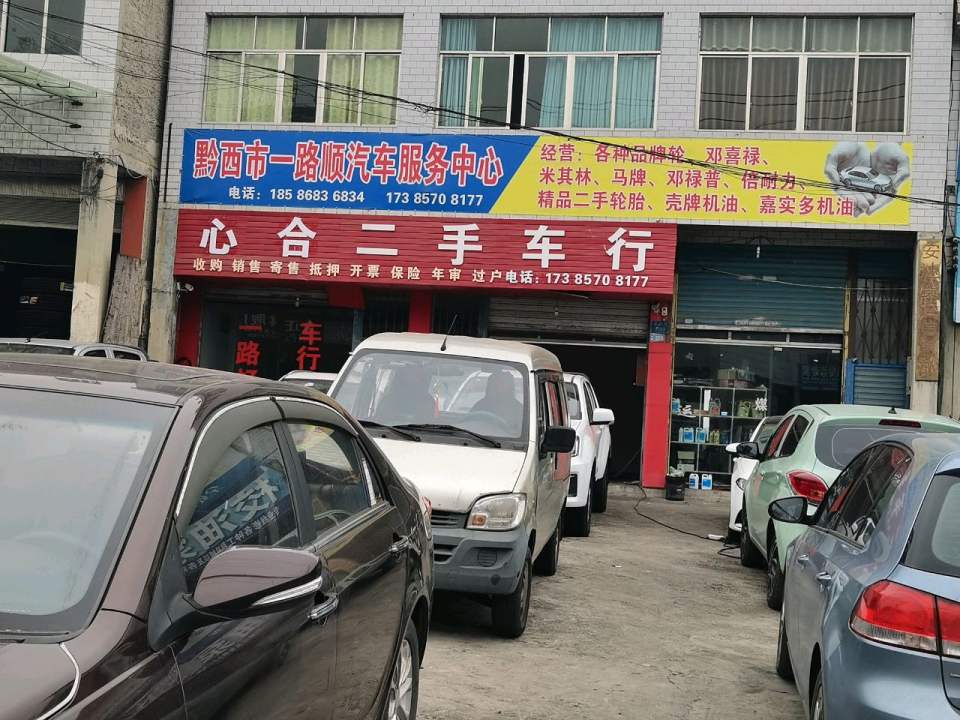 黔西市一路顺汽车服务中心
电话：185 8683 6834 173 8570 8177
经营：各种品牌轮、邓喜禄、
米其林、马牌、邓禄普、倍耐力、
精品二手轮胎、壳牌机油、嘉实多机油
心合二手车行
收购 销售 寄售 抵押 开票 保险 年审 过户 电话：173 8570 8177
一路
车行